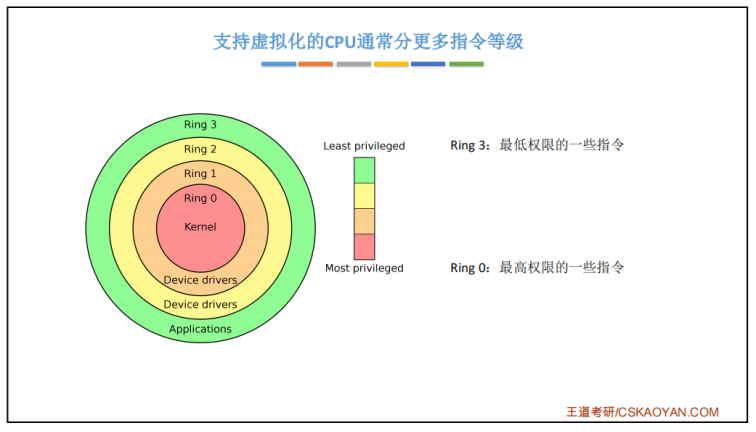 支持虚拟化的CPU通常分更多指令等级
Ring 3
Ring 2
Ring 1
Ring 0
Kernel
Device drivers
Device drivers
Applications
Least privileged
Most privileged
Ring 3：最低权限的一些指令
Ring 0：最高权限的一些指令
王道考研/CSKAOYAN.COM